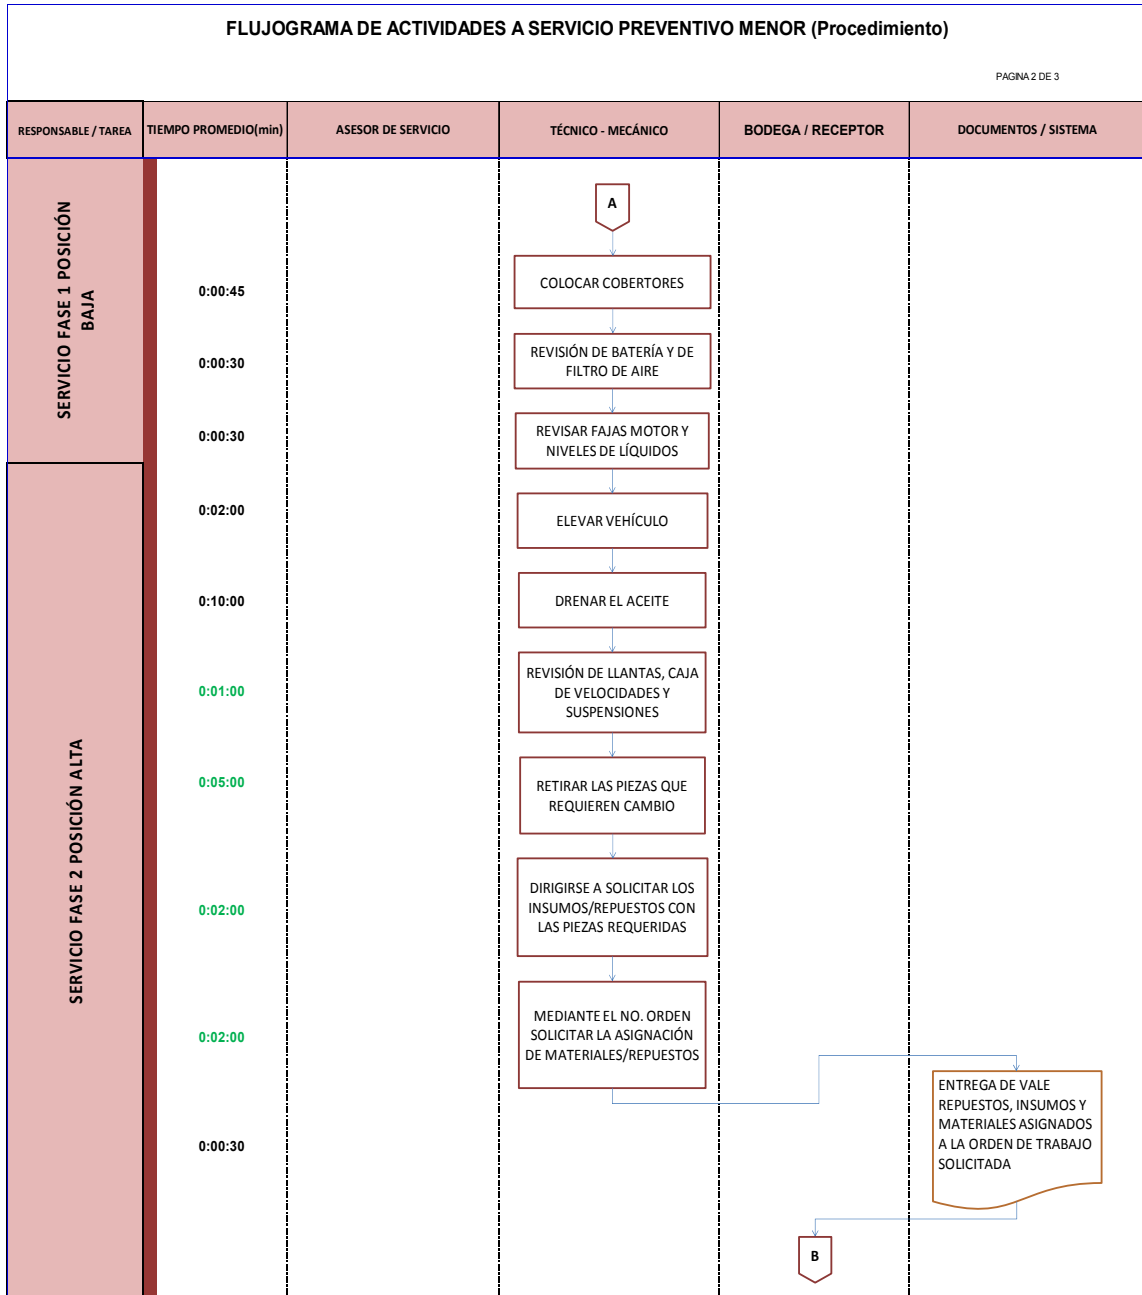 FLUJOGRAMA DE ACTIVIDADES A SERVICIO PREVENTIVO MENOR (Procedimiento)
PAGINA 2 DE 3
RESPONSABLE / TAREA
TIEMPO PROMEDIO(min)
ASESOR DE SERVICIO
TÉCNICO - MECÁNICO
BODEGA / RECEPTOR
DOCUMENTOS / SISTEMA
SERVICIO FASE 1 POSICIÓN
BAJA
A
0:00:45
COLOCAR COBERTORES
0:00:30
REVISIÓN DE BATERÍA Y DE
FILTRO DE AIRE
0:00:30
REVISAR FAJAS MOTOR Y
NIVELES DE LÍQUIDOS
SERVICIO FASE 2 POSICIÓN ALTA
0:02:00
ELEVAR VEHÍCULO
0:10:00
DRENAR EL ACEITE
0:01:00
REVISIÓN DE LLANTAS, CAJA
DE VELOCIDADES Y
SUSPENSIONES
0:05:00
RETIRAR LAS PIEZAS QUE
REQUIEREN CAMBIO
0:02:00
DIRIGIRSE A SOLICITAR LOS
INSUMOS/REPUESTOS CON
LAS PIEZAS REQUERIDAS
0:02:00
MEDIANTE EL NO. ORDEN
SOLICITAR LA ASIGNACIÓN
DE MATERIALES/REPUESTOS
0:00:30
ENTREGA DE VALE
REPUESTOS, INSUMOS Y
MATERIALES ASIGNADOS
A LA ORDEN DE TRABAJO
SOLICITADA
B